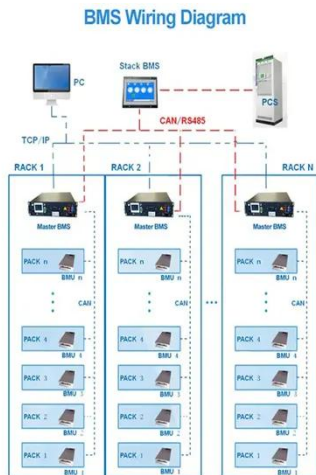 BMS Wiring Diagram
Stack BMS
PC
PCS
CAN/RS485
TCP/IP
RACK 1
RACK 2
RACK N
Master BMS
Master BMS
Master BMS
PACK n
BMU n
PACK n
BMU n
PACK n
BMU n
CAN
CAN
CAN
PACK 4
BMU 4
PACK 4
BMU 4
PACK 4
BMU 4
PACK 3
BMU 3
PACK 3
BMU 3
PACK 3
BMU 3
PACK 2
BMU 2
PACK 2
BMU 2
PACK 2
BMU 2
PACK 1
BMU 1
PACK 1
BMU 1
PACK 1
BMU 1